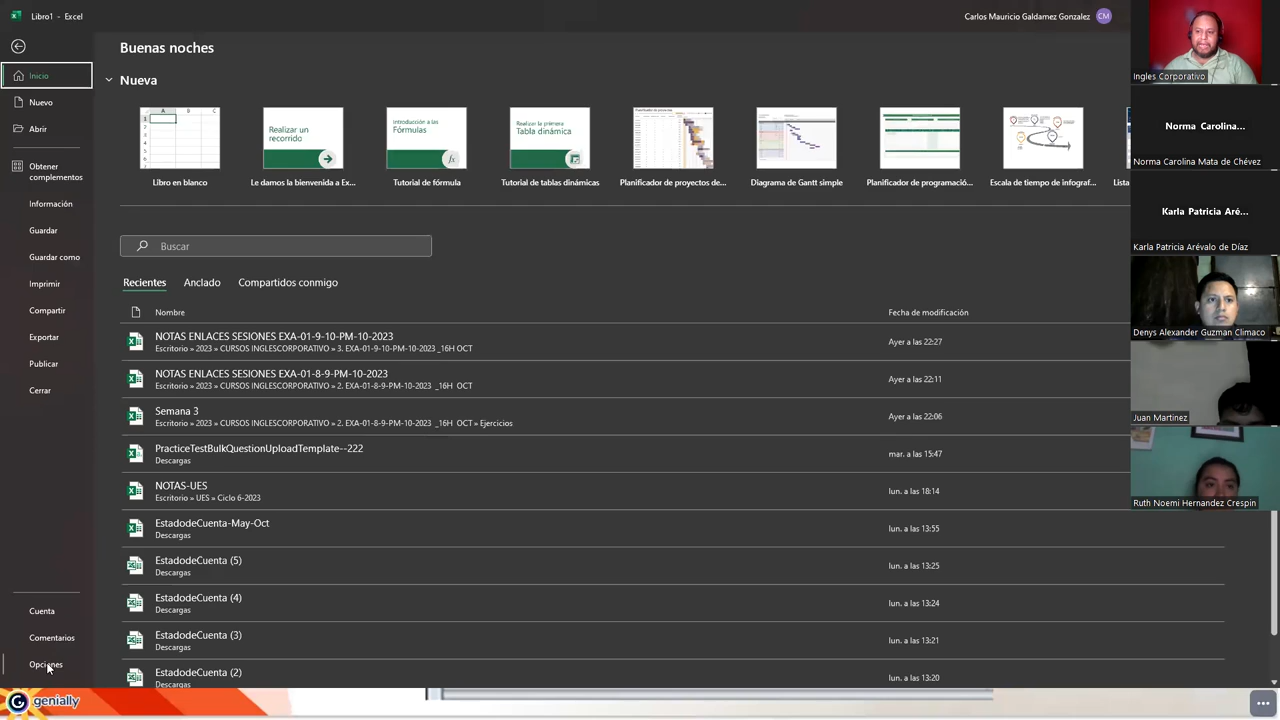 Libro1 - Excel
Carlos Mauricio Galdamez Gonzalez
CM
Buenas noches
Inicio
Nuevo
Abrir
Obtener
complementos
Información
Guardar
Guardar como
Imprimir
Compartir
Exportar
Publicar
Cerrar
Cuenta
Comentarios
Opciones
Nueva
A B C
1
Realizar un
recorrido
Introducción a las
Fórmulas
fx
Realizar la primera
Tabla dinámica
Libro en blanco
Le damos la bienvenida a Ex...
Tutorial de fórmula
Tutorial de tablas dinámicas
Planificador de proyectos de...
Diagrama de Gantt simple
Planificador de programació...
Escala de tiempo de infograf...
Lista
Buscar
Recientes Anclado Compartidos conmigo
Nombre Fecha de modificación
NOTAS ENLACES SESIONES EXA-01-9-10-PM-10-2023
Escritorio » 2023 » CURSOS INGLESCORPORATIVO » 3. EXA-01-9-10-PM-10-2023 _16H OCT
Ayer a las 22:27
NOTAS ENLACES SESIONES EXA-01-8-9-PM-10-2023
Escritorio » 2023 » CURSOS INGLESCORPORATIVO » 2. EXA-01-8-9-PM-10-2023 _16H OCT
Ayer a las 22:11
Semana 3
Escritorio » 2023 » CURSOS INGLESCORPORATIVO » 2. EXA-01-8-9-PM-10-2023 _16H OCT » Ejercicios
Ayer a las 22:06
PracticeTestBulkQuestionUploadTemplate--222
Descargas
mar. a las 15:47
NOTAS-UES
Escritorio » UES » Ciclo 6-2023
lun. a las 18:14
EstadodeCuenta-May-Oct
Descargas
lun. a las 13:55
EstadodeCuenta (5)
Descargas
lun. a las 13:25
EstadodeCuenta (4)
Descargas
lun. a las 13:24
EstadodeCuenta (3)
Descargas
lun. a las 13:21
EstadodeCuenta (2)
Descargas
lun. a las 13:20
Ingles Corporativo
Norma Carolina...
Norma Carolina Mata de Chévez
Karla Patricia Aré...
Karla Patricia Arévalo de Díaz
Denys Alexander Guzman Climaco
Juan Martinez
Ruth Noemi Hernandez Crespin
genially